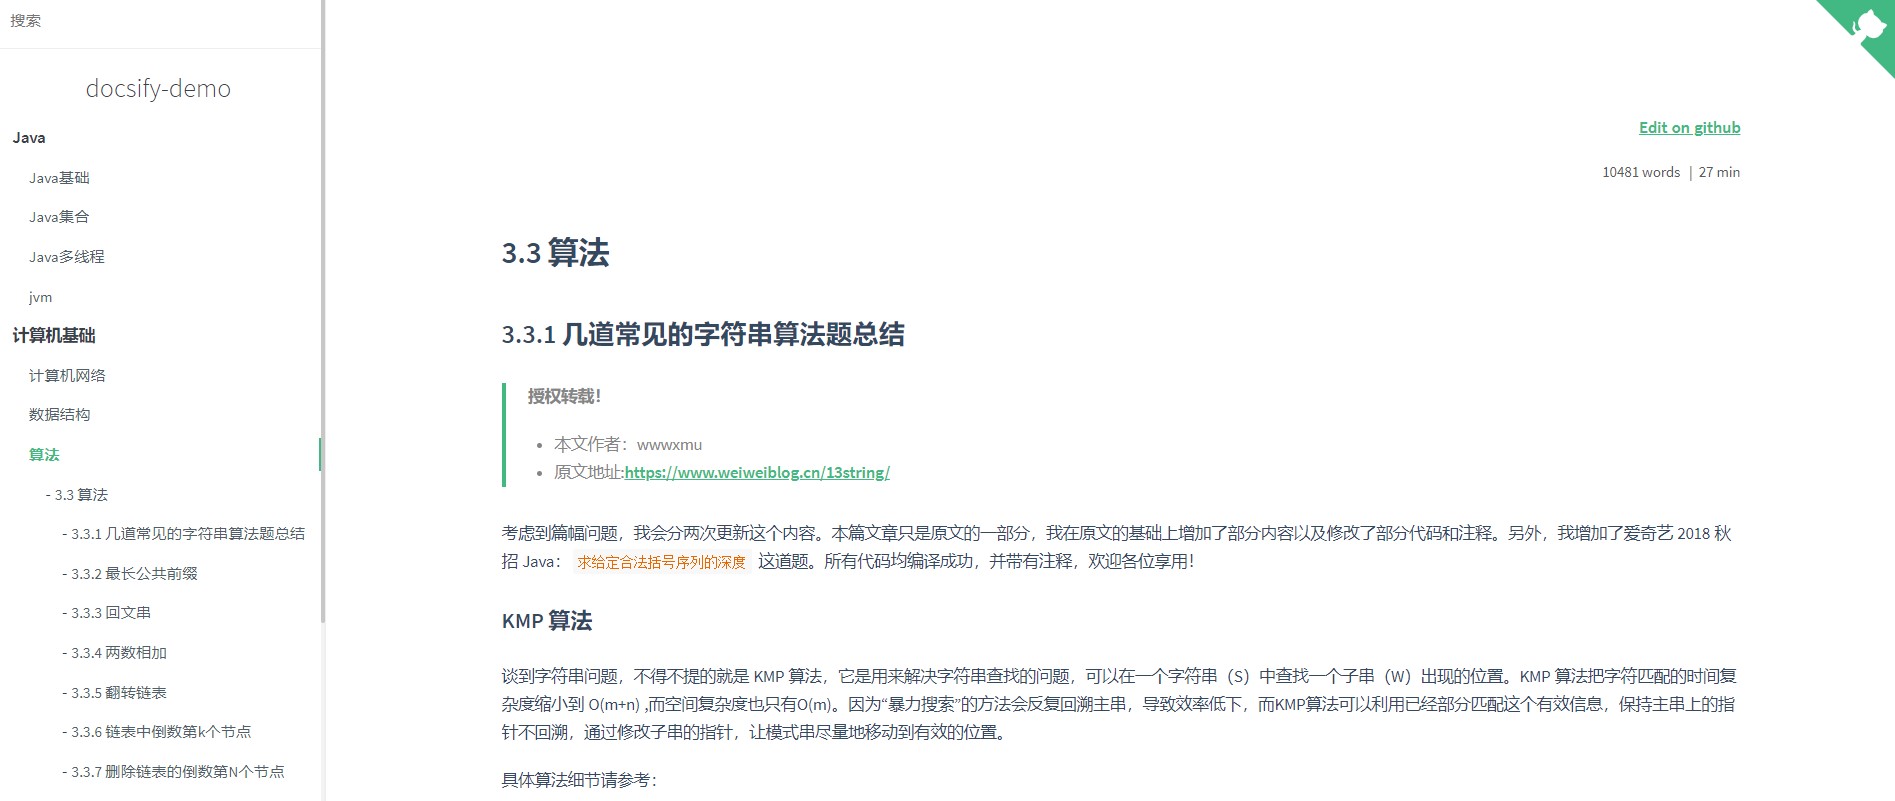 搜索
docsify-demo
Java
Java基础
Java集合
Java多线程
jvm
计算机基础
计算机网络
数据结构
算法
- 3.3 算法
- 3.3.1 几道常见的字符串算法题总结
- 3.3.2 最长公共前缀
- 3.3.3 回文串
- 3.3.4 两数相加
- 3.3.5 翻转链表
- 3.3.6 链表中倒数第k个节点
- 3.3.7 删除链表的倒数第N个节点
Edit on github
10481 words | 27 min
3.3 算法
3.3.1 几道常见的字符串算法题总结
授权转载！
• 本文作者：wwwxmu
• 原文地址:https://www.weiweiblog.cn/13string/
考虑到篇幅问题，我会分两次更新这个内容。本篇文章只是原文的一部分，我在原文的基础上增加了部分内容以及修改了部分代码和注释。另外，我增加了爱奇艺 2018 秋
招 Java： 求给定合法括号序列的深度 这道题。所有代码均编译成功，并带有注释，欢迎各位享用！
KMP 算法
谈到字符串问题，不得不提的就是 KMP 算法，它是用来解决字符串查找的问题，可以在一个字符串（S）中查找一个子串（W）出现的位置。KMP 算法把字符匹配的时间复
杂度缩小到 O(m+n) ,而空间复杂度也只有O(m)。因为“暴力搜索”的方法会反复回溯主串，导致效率低下，而KMP算法可以利用已经部分匹配这个有效信息，保持主串上的指
针不回溯，通过修改子串的指针，让模式串尽量地移动到有效的位置。
具体算法细节请参考：